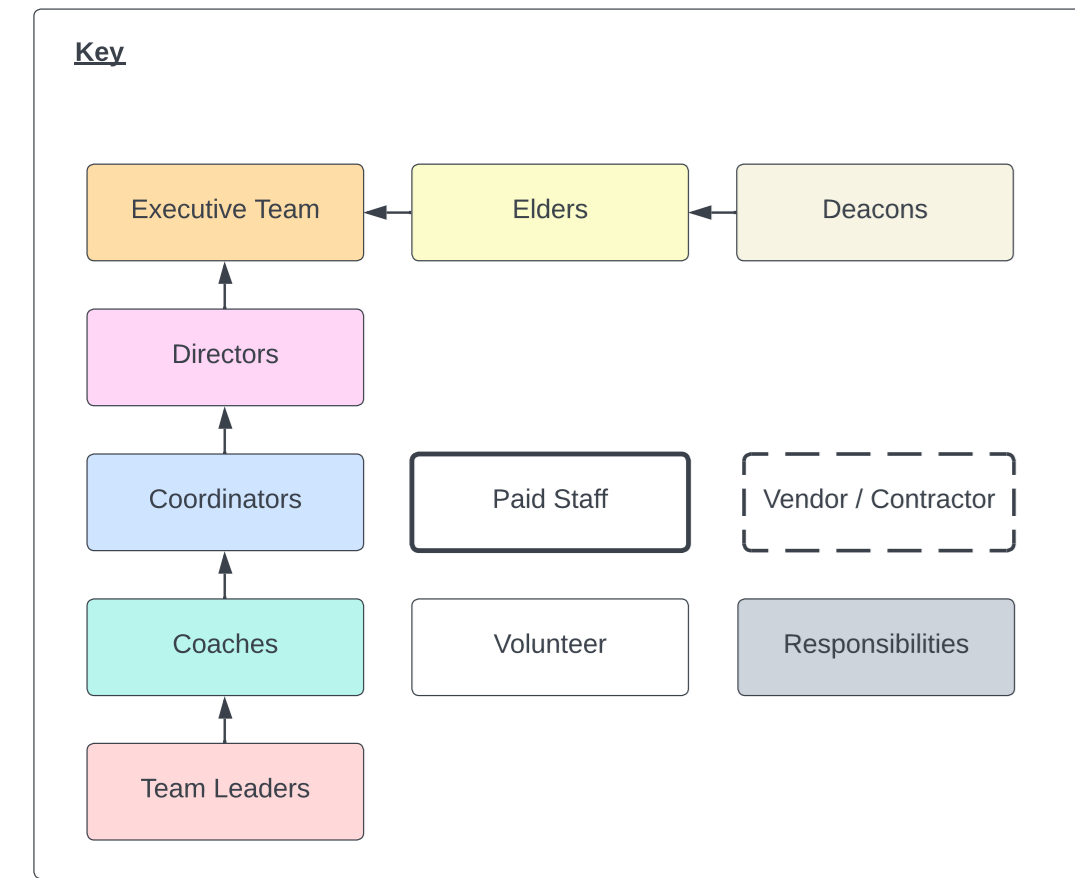 Key
Executive Team
Elders
Deacons
Directors
Coordinators
Paid Staff
Vendor / Contractor
Coaches
Volunteer
Responsibilities
Team Leaders